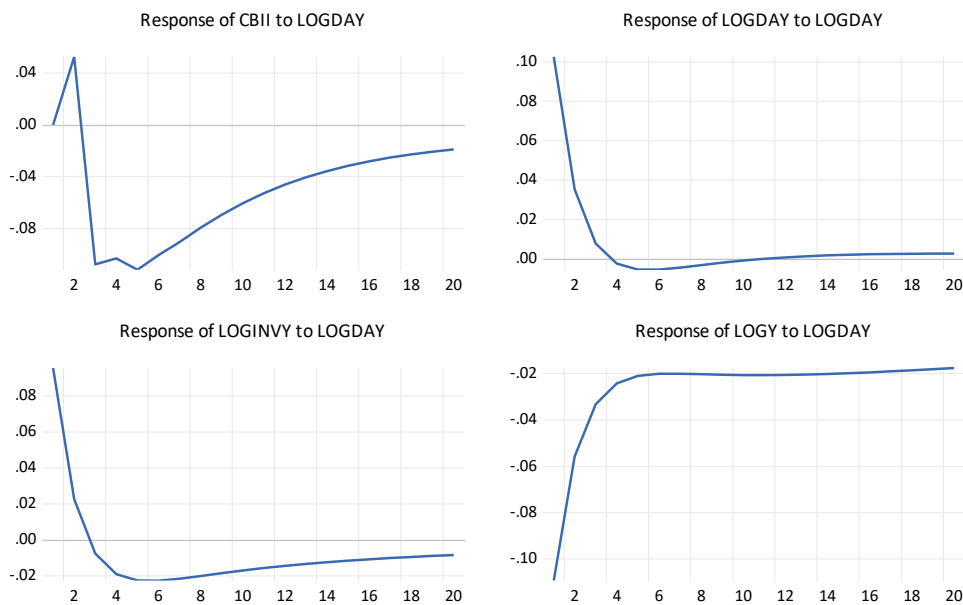 Response of CBII to LOGDAY
.04
.00
-.04
-.08
2 4 6 8 10 12 14 16 18 20
Response of LOGDAY to LOGDAY
.10
.08
.06
.04
.02
.00
2 4 6 8 10 12 14 16 18 20
Response of LOGINVY to LOGDAY
.08
.06
.04
.02
.00
-.02
2 4 6 8 10 12 14 16 18 20
Response of LOGY to LOGDAY
-.02
-.04
-.06
-.08
-.10
2 4 6 8 10 12 14 16 18 20